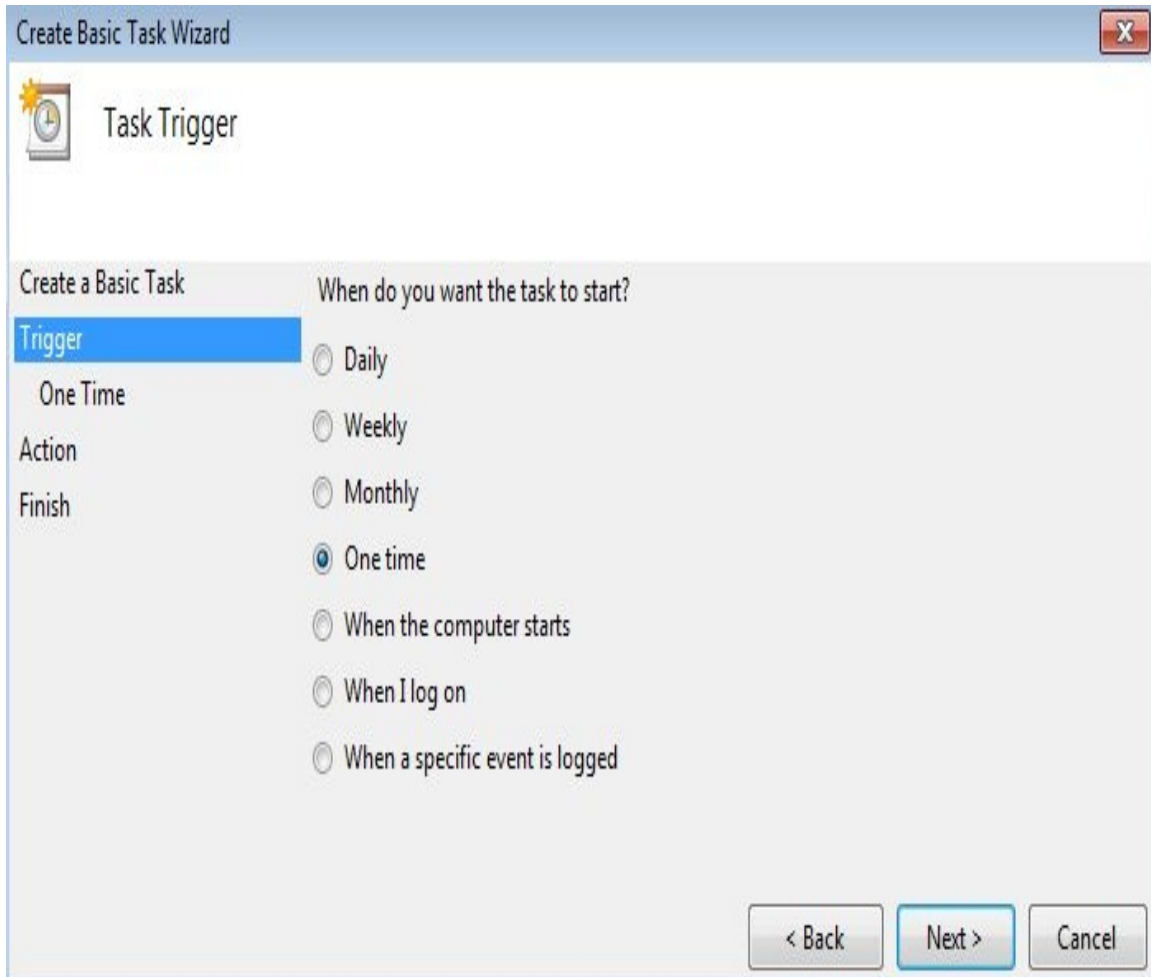 Create Basic Task Wizard
Task Trigger
Create a Basic Task
Trigger
One Time
Action
Finish
When do you want the task to start?
Daily
Weekly
Monthly
One time
When the computer starts
When I log on
When a specific event is logged
< Back
Next >
Cancel